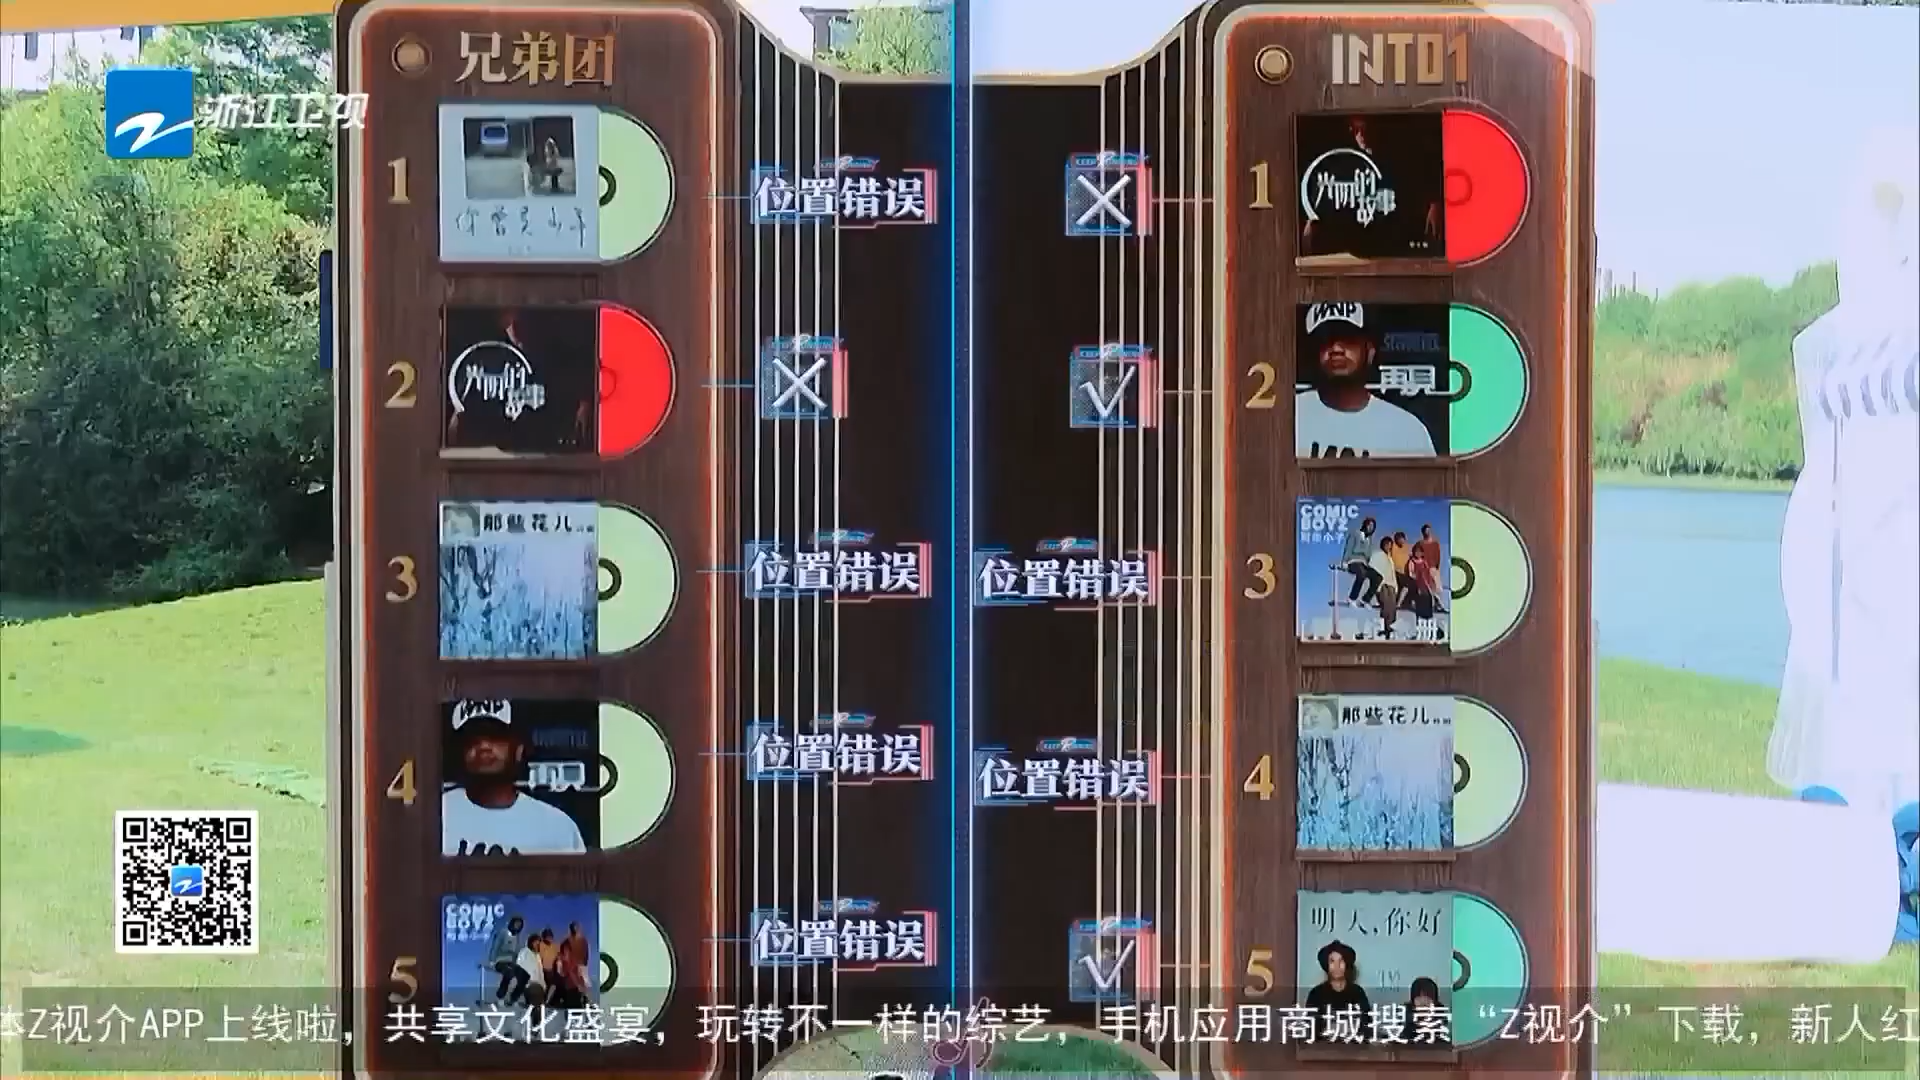 浙江卫视
兄弟团
1
你曾是少年
位置错误
2
光阴的故事
3
那些花儿
位置错误
4
WNP
再见
位置错误
5
COMIC BOYZ
位置错误
INTO1
1
光阴的故事
2
WNP
再见
3
COMIC BOYZ
位置错误
4
那些花儿
位置错误
5
明天,你好
体Z视介APP上线啦，共享文化盛宴，玩转不一样的综艺，手机应用商城搜索“Z视介”下载，新人红